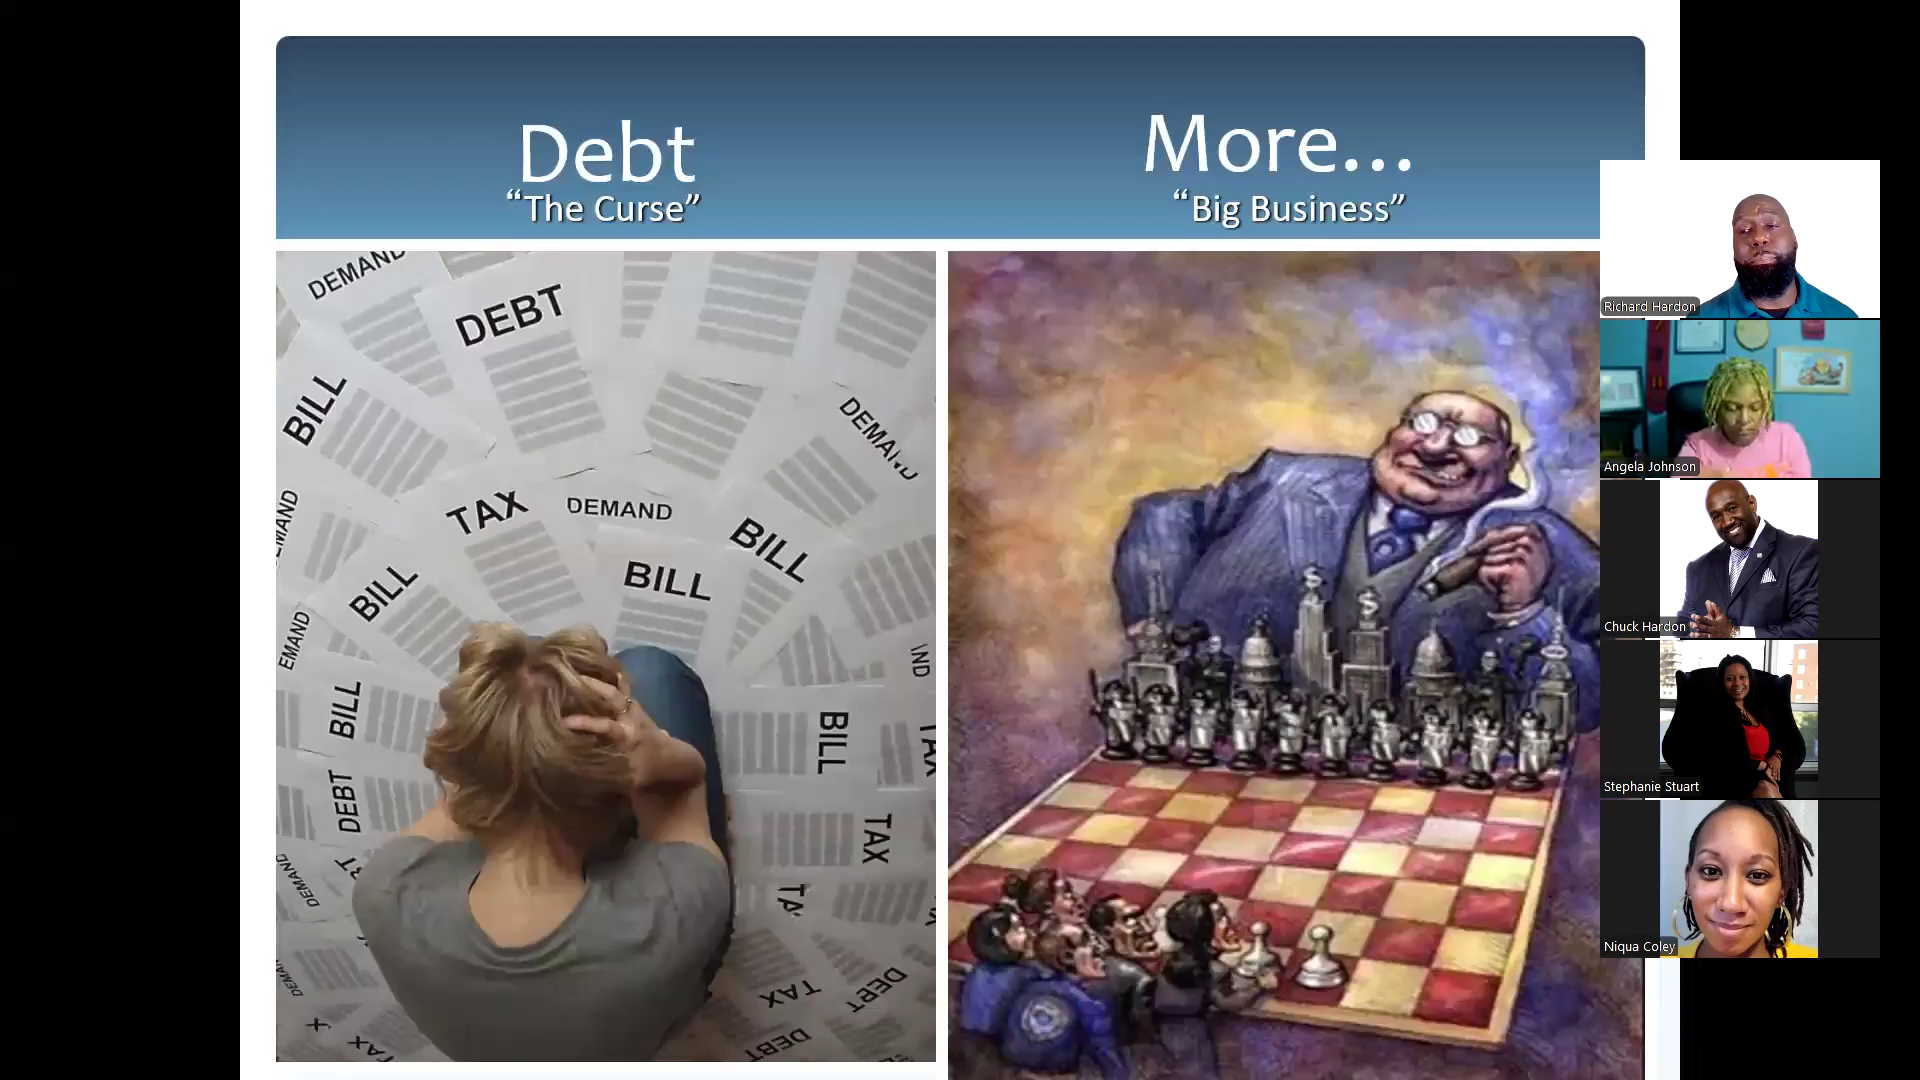 Debt
“The Curse”
More...
“Big Business”
DEMAND
DEBT
BILL
DEMAND
TAX
DEMAND
BILL
BILL
BILL
BILL
BILL
DEBT
TAX
TAX
DEBT
TAX
DEBT
$
$
Richard Hardon
Angela Johnson
Chuck Hardon
Stephanie Stuart
Niqua Coley